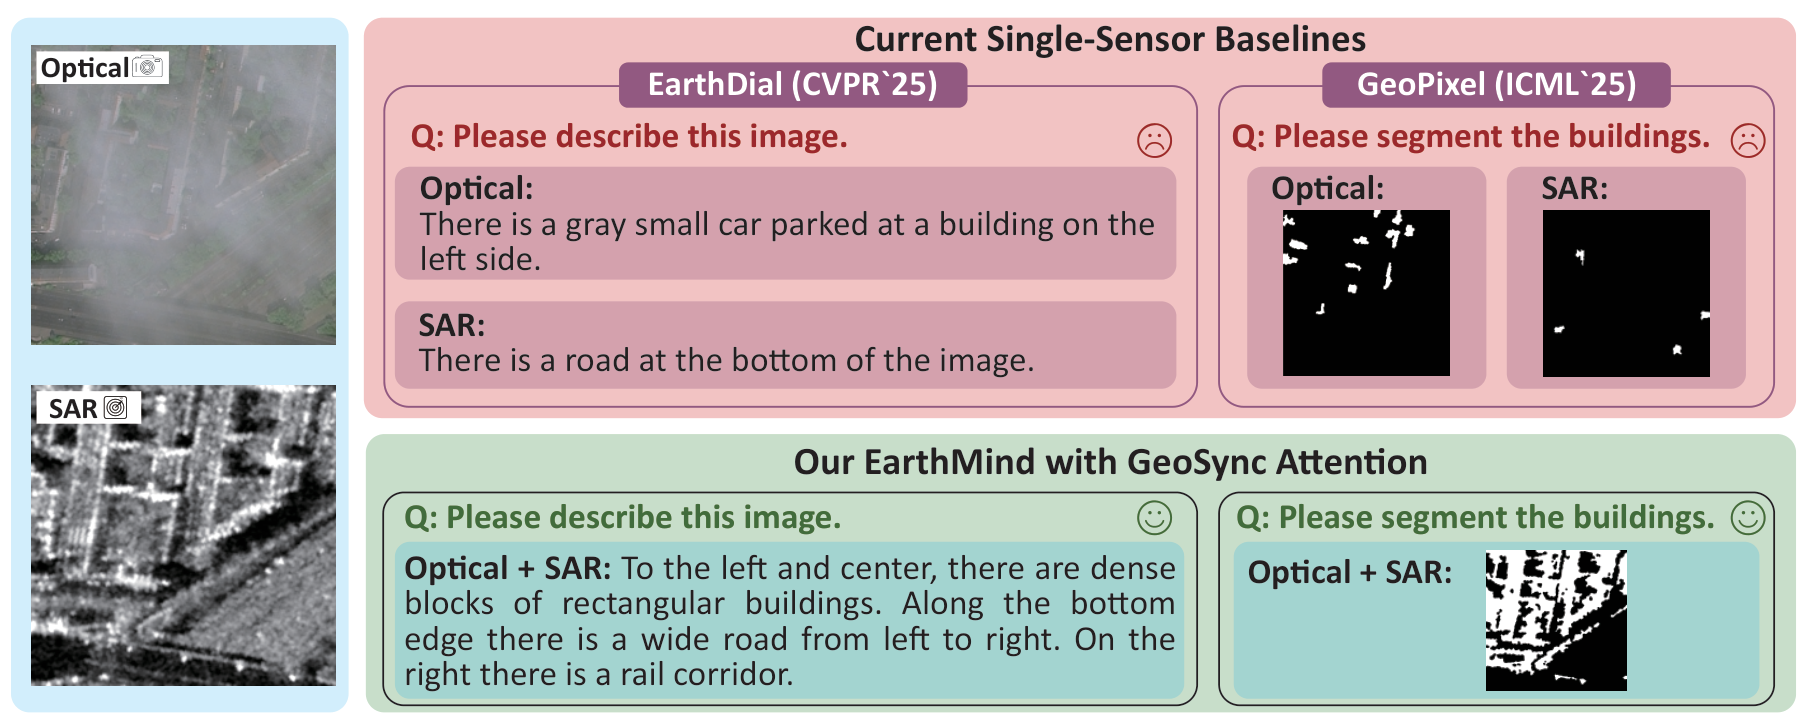 Optical
SAR
Current Single-Sensor Baselines
EarthDial (CVPR`25)
Q: Please describe this image.
Optical:
There is a gray small car parked at a building on the
left side.
SAR:
There is a road at the bottom of the image.
GeoPixel (ICML`25)
Q: Please segment the buildings.
Optical:
SAR:
Our EarthMind with GeoSync Attention
Q: Please describe this image.
Optical + SAR: To the left and center, there are dense
blocks of rectangular buildings. Along the bottom
edge there is a wide road from left to right. On the
right there is a rail corridor.
Q: Please segment the buildings.
Optical + SAR: